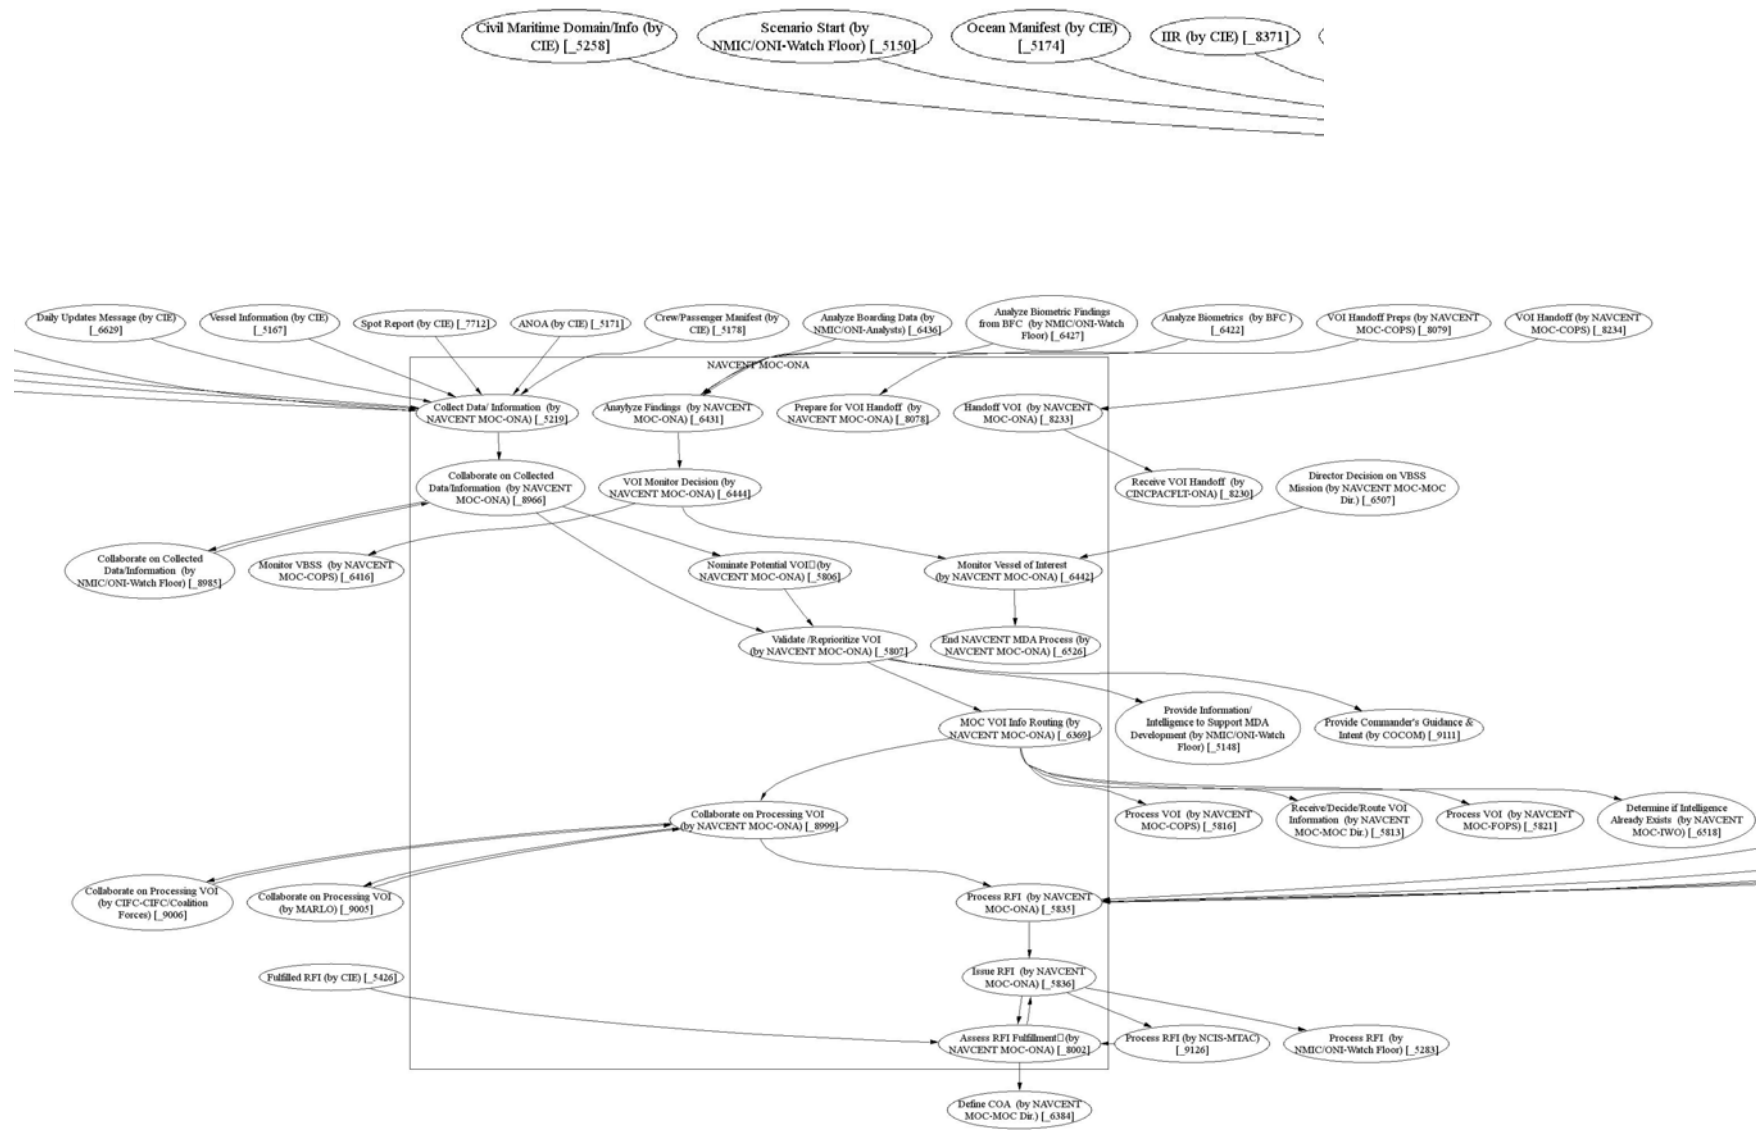 Civil Maritime Domain/Info (by
CIE) [_5258]
Scenario Start (by
NMIC/ONI-Watch Floor) [_5150]
Ocean Manifest (by CIE)
[_5174]
IIR (by CIE) [_8371]
Daily Updates Message (by CIE)
[_6629]
Vessel Information (by CIE)
[_5167]
Spot Report (by CIE) [_7712]
ANOA (by CIE) [_5171]
Crew/Passenger Manifest (by
CIE) [_5178]
Analyze Boarding Data (by
NMIC/ONI-Analysts) [_6436]
Analyze Biometric Findings
from BFC (by NMIC/ONI-Watch
Floor) [_6427]
Analyze Biometrics (by BFC )
[_6422]
VOI Handoff Preps (by NAVCENT
MOC-COPS) [_8079]
VOI Handoff (by NAVCENT
MOC-COPS) [_8234]
NAVCENT MOC-ONA
Collect Data/ Information (by
NAVCENT MOC-ONA) [_5219]
Anaylyze Findings (by NAVCENT
MOC-ONA) [_6431]
Prepare for VOI Handoff (by
NAVCENT MOC-ONA) [_8078]
Handoff VOI (by NAVCENT
MOC-ONA) [_8233]
Collaborate on Collected
Data/Information (by NAVCENT
MOC-ONA) [_8966]
VOI Monitor Decision (by
NAVCENT MOC-ONA) [_6444]
Receive VOI Handoff (by
CINCPACFLT-ONA) [_8230]
Director Decision on VBSS
Mission (by NAVCENT MOC-MOC
Dir.) [_6507]
Collaborate on Collected
Data/Information (by
NMIC/ONI-Watch Floor) [_8985]
Monitor VBSS (by NAVCENT
MOC-COPS) [_6416]
Nominate Potential VOI□ (by
NAVCENT MOC-ONA) [_5806]
Monitor Vessel of Interest
(by NAVCENT MOC-ONA) [_6442]
Validate /Reprioritize VOI
(by NAVCENT MOC-ONA) [_5807]
End NAVCENT MDA Process (by
NAVCENT MOC-ONA) [_6526]
MOC VOI Info Routing (by
NAVCENT MOC-ONA) [_6369]
Provide Information/
Intelligence to Support MDA
Development (by NMIC/ONI-Watch
Floor) [_5148]
Provide Commander's Guidance &
Intent (by COCOM) [_9111]
Collaborate on Processing VOI
(by NAVCENT MOC-ONA) [_8999]
Process VOI (by NAVCENT
MOC-COPS) [_5816]
Receive/Decide/Route VOI
Information (by NAVCENT
MOC-MOC Dir.) [_5813]
Process VOI (by NAVCENT
MOC-FOPS) [_5821]
Determine if Intelligence
Already Exists (by NAVCENT
MOC-IWO) [_6518]
Collaborate on Processing VOI
(by CIFC-CIFC/Coalition
Forces) [_9006]
Collaborate on Processing VOI
(by MARLO) [_9005]
Process RFI (by NAVCENT
MOC-ONA) [_5835]
Fulfilled RFI (by CIE) [_5426]
Issue RFI (by NAVCENT
MOC-ONA) [_5836]
Assess RFI Fulfillment□ (by
NAVCENT MOC-ONA) [_8002]
Process RFI (by NCIS-MTAC)
[_9126]
Process RFI (by
NMIC/ONI-Watch Floor) [_5283]
Define COA (by NAVCENT
MOC-MOC Dir.) [_6384]